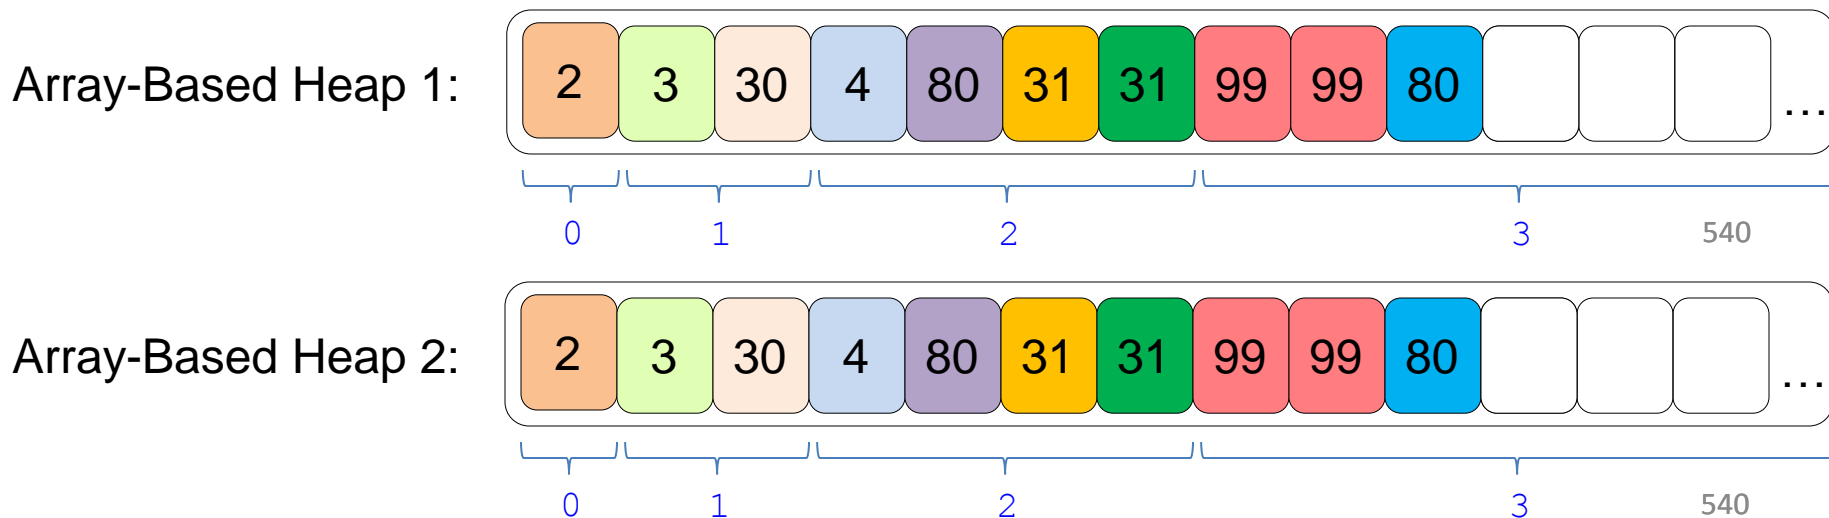 Array-Based Heap 1: 2 3 30 4 80 31 31 99 99 80 ...
0 1 2 3 540
Array-Based Heap 2: 2 3 30 4 80 31 31 99 99 80 ...
0 1 2 3 540